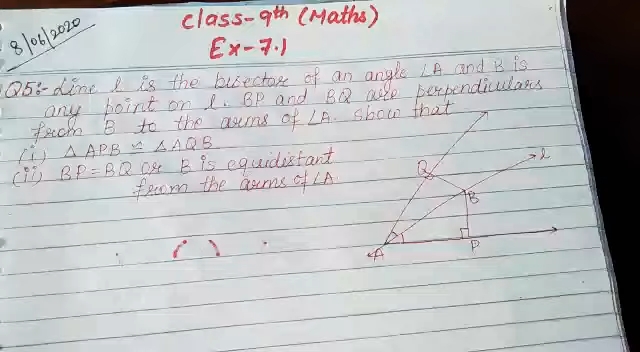 8/06/2020
Class-9th (Maths)
Ex-7.1
Q5:- Line l is the bisector of an angle ∠A and B is
any point on l. BP and BQ are perpendiculars
from B to the arms of ∠A. show that
(i) △APB ≅ △AQB
(ii) BP = BQ or B is equidistant
from the arms of ∠A.
Q
l
B
A
P